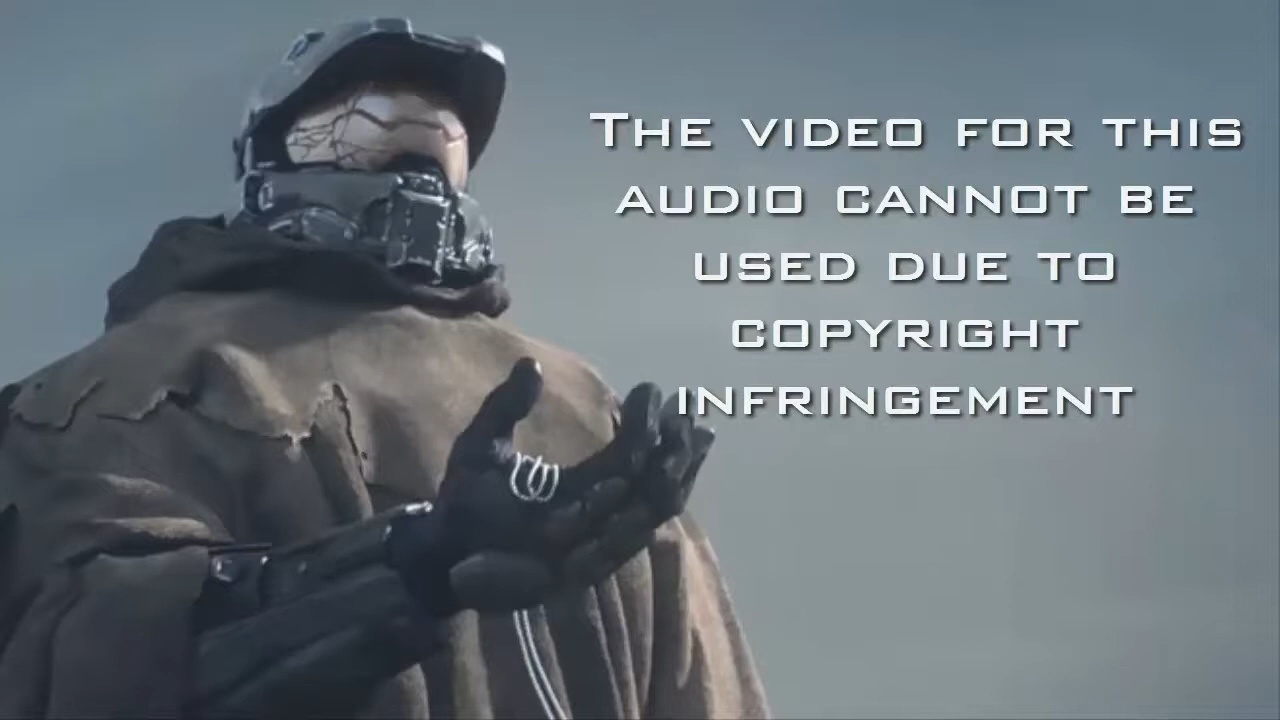 The video for this
audio cannot be
used due to
copyright
infringement